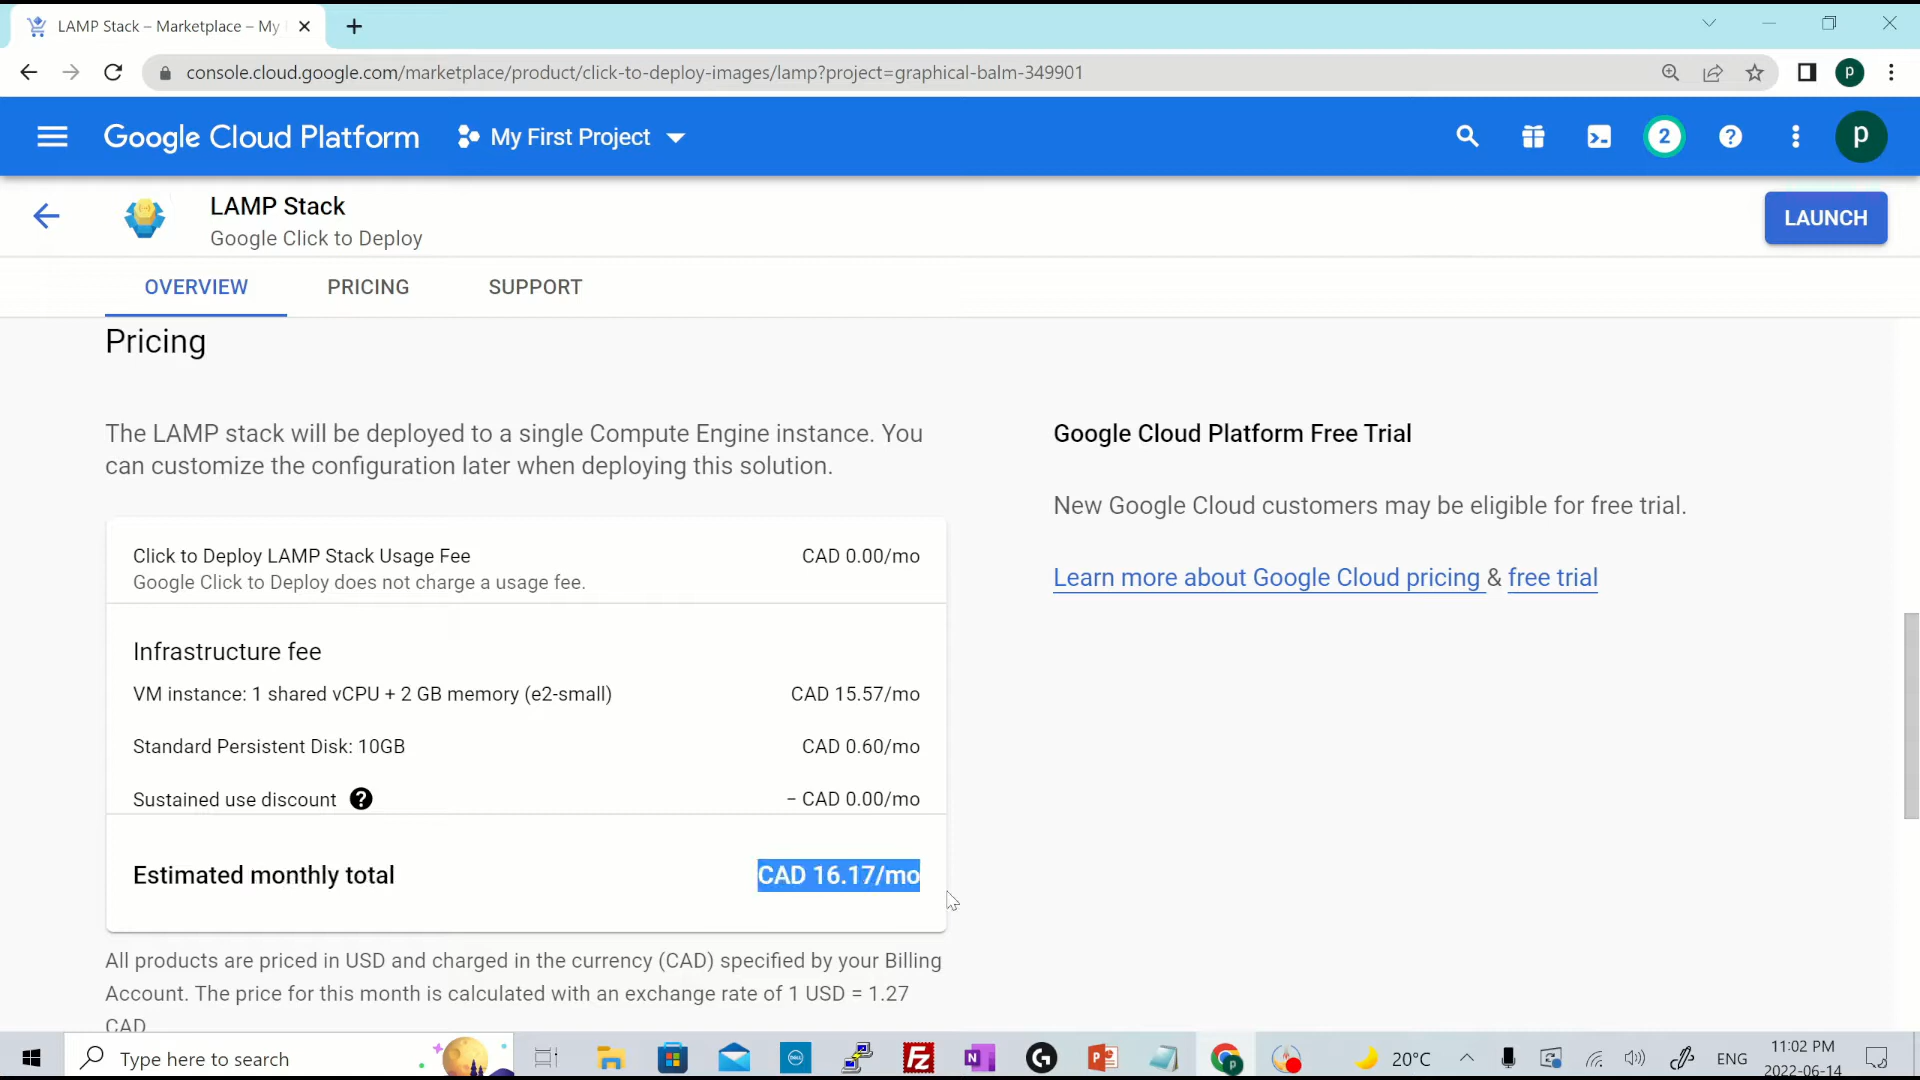 LAMP Stack – Marketplace – My
console.cloud.google.com/marketplace/product/click-to-deploy-images/lamp?project=graphical-balm-349901
p
Google Cloud Platform
My First Project
2
p
LAMP Stack
Google Click to Deploy
LAUNCH
OVERVIEW
PRICING
SUPPORT
Pricing
The LAMP stack will be deployed to a single Compute Engine instance. You
can customize the configuration later when deploying this solution.
Click to Deploy LAMP Stack Usage Fee CAD 0.00/mo
Google Click to Deploy does not charge a usage fee.
Infrastructure fee
VM instance: 1 shared vCPU + 2 GB memory (e2-small) CAD 15.57/mo
Standard Persistent Disk: 10GB CAD 0.60/mo
Sustained use discount − CAD 0.00/mo
Estimated monthly total CAD 16.17/mo
All products are priced in USD and charged in the currency (CAD) specified by your Billing
Account. The price for this month is calculated with an exchange rate of 1 USD = 1.27
CAD
Google Cloud Platform Free Trial
New Google Cloud customers may be eligible for free trial.
Learn more about Google Cloud pricing & free trial
Type here to search
20°C
ENG
11:02 PM
2022-06-14